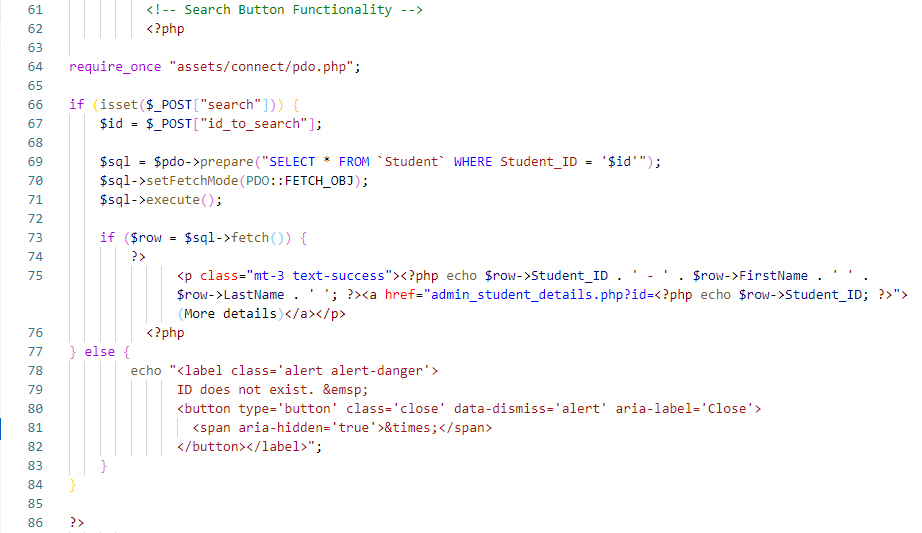 61 <!-- Search Button Functionality -->
62 <?php
63
64 require_once "assets/connect/pdo.php";
65
66 if (isset($_POST["search"])) {
67 $id = $_POST["id_to_search"];
68
69 $sql = $pdo->prepare("SELECT * FROM `Student` WHERE Student_ID = '$id'");
70 $sql->setFetchMode(PDO::FETCH_OBJ);
71 $sql->execute();
72
73 if ($row = $sql->fetch()) {
74 ?>
75 <p class="mt-3 text-success"><?php echo $row->Student_ID . ' - ' . $row->FirstName . ' ' .
$row->LastName . ' '; ?><a href="admin_student_details.php?id=<?php echo $row->Student_ID; ?>">
(More details)</a></p>
76 <?php
77 } else {
78 echo "<label class='alert alert-danger'>
79 ID does not exist. &emsp;
80 <button type='button' class='close' data-dismiss='alert' aria-label='Close'>
81 <span aria-hidden='true'>&times;</span>
82 </button></label>";
83 }
84 }
85
86 ?>